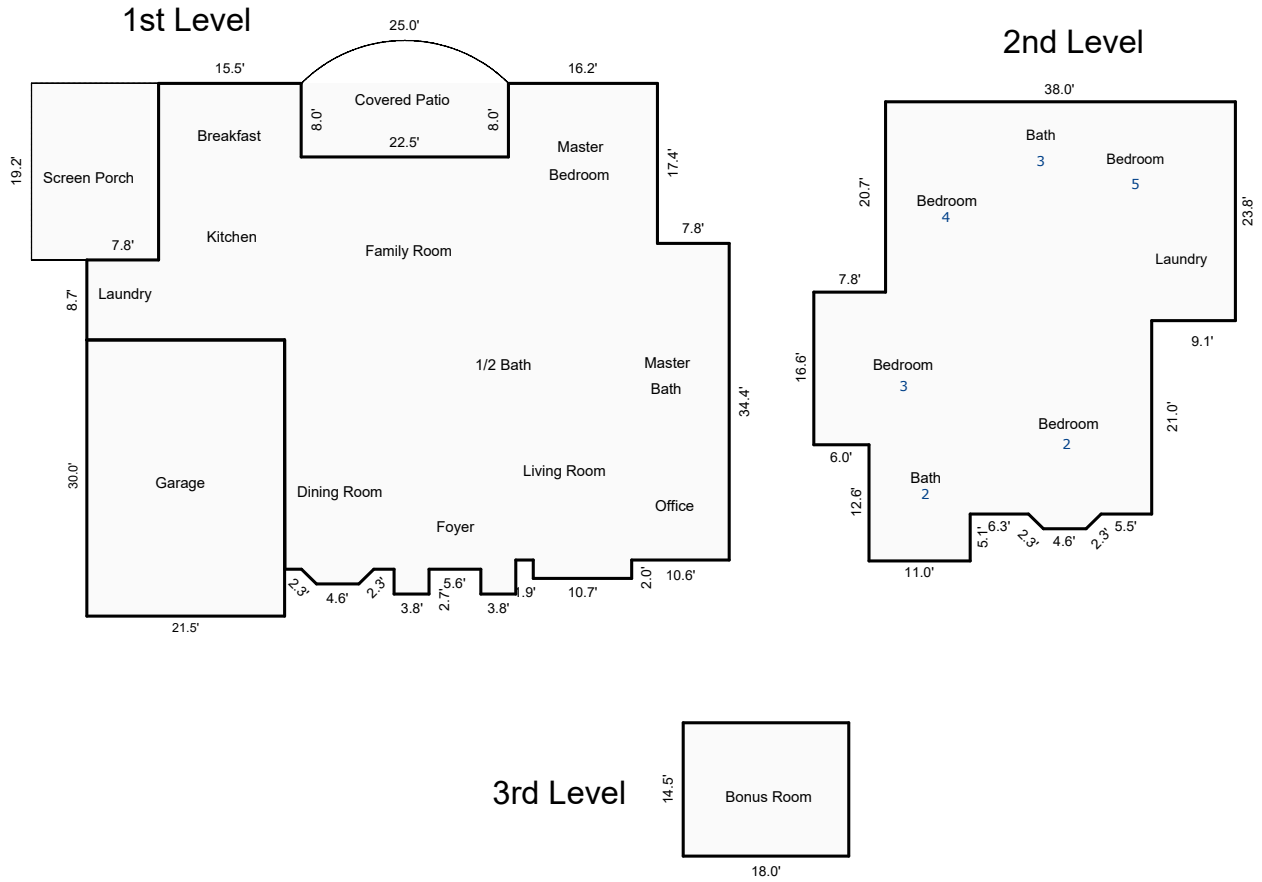 1st Level
25.0'
2nd Level
15.5'
16.2'
38.0'
Covered Patio
8.0'
8.0'
22.5'
Breakfast
Master
Bedroom
17.4'
19.2'
Screen Porch
Bath
3
Bedroom
5
20.7'
Bedroom
4
23.8'
7.8'
Kitchen
Family Room
7.8'
Laundry
7.8'
8.7'
Laundry
9.1'
1/2 Bath
Master
Bath
34.4'
16.6'
Bedroom
3
21.0'
Bedroom
2
6.0'
30.0'
Garage
Dining Room
Living Room
Office
Bath
2
12.6'
Foyer
5.1'
6.3'
2.3'
4.6'
2.3'
5.5'
11.0'
2.3'
4.6'
2.3'
3.8'
2.7'
5.6'
3.8'
1.9'
10.7'
2.0'
10.6'
21.5'
3rd Level
14.5'
Bonus Room
18.0'